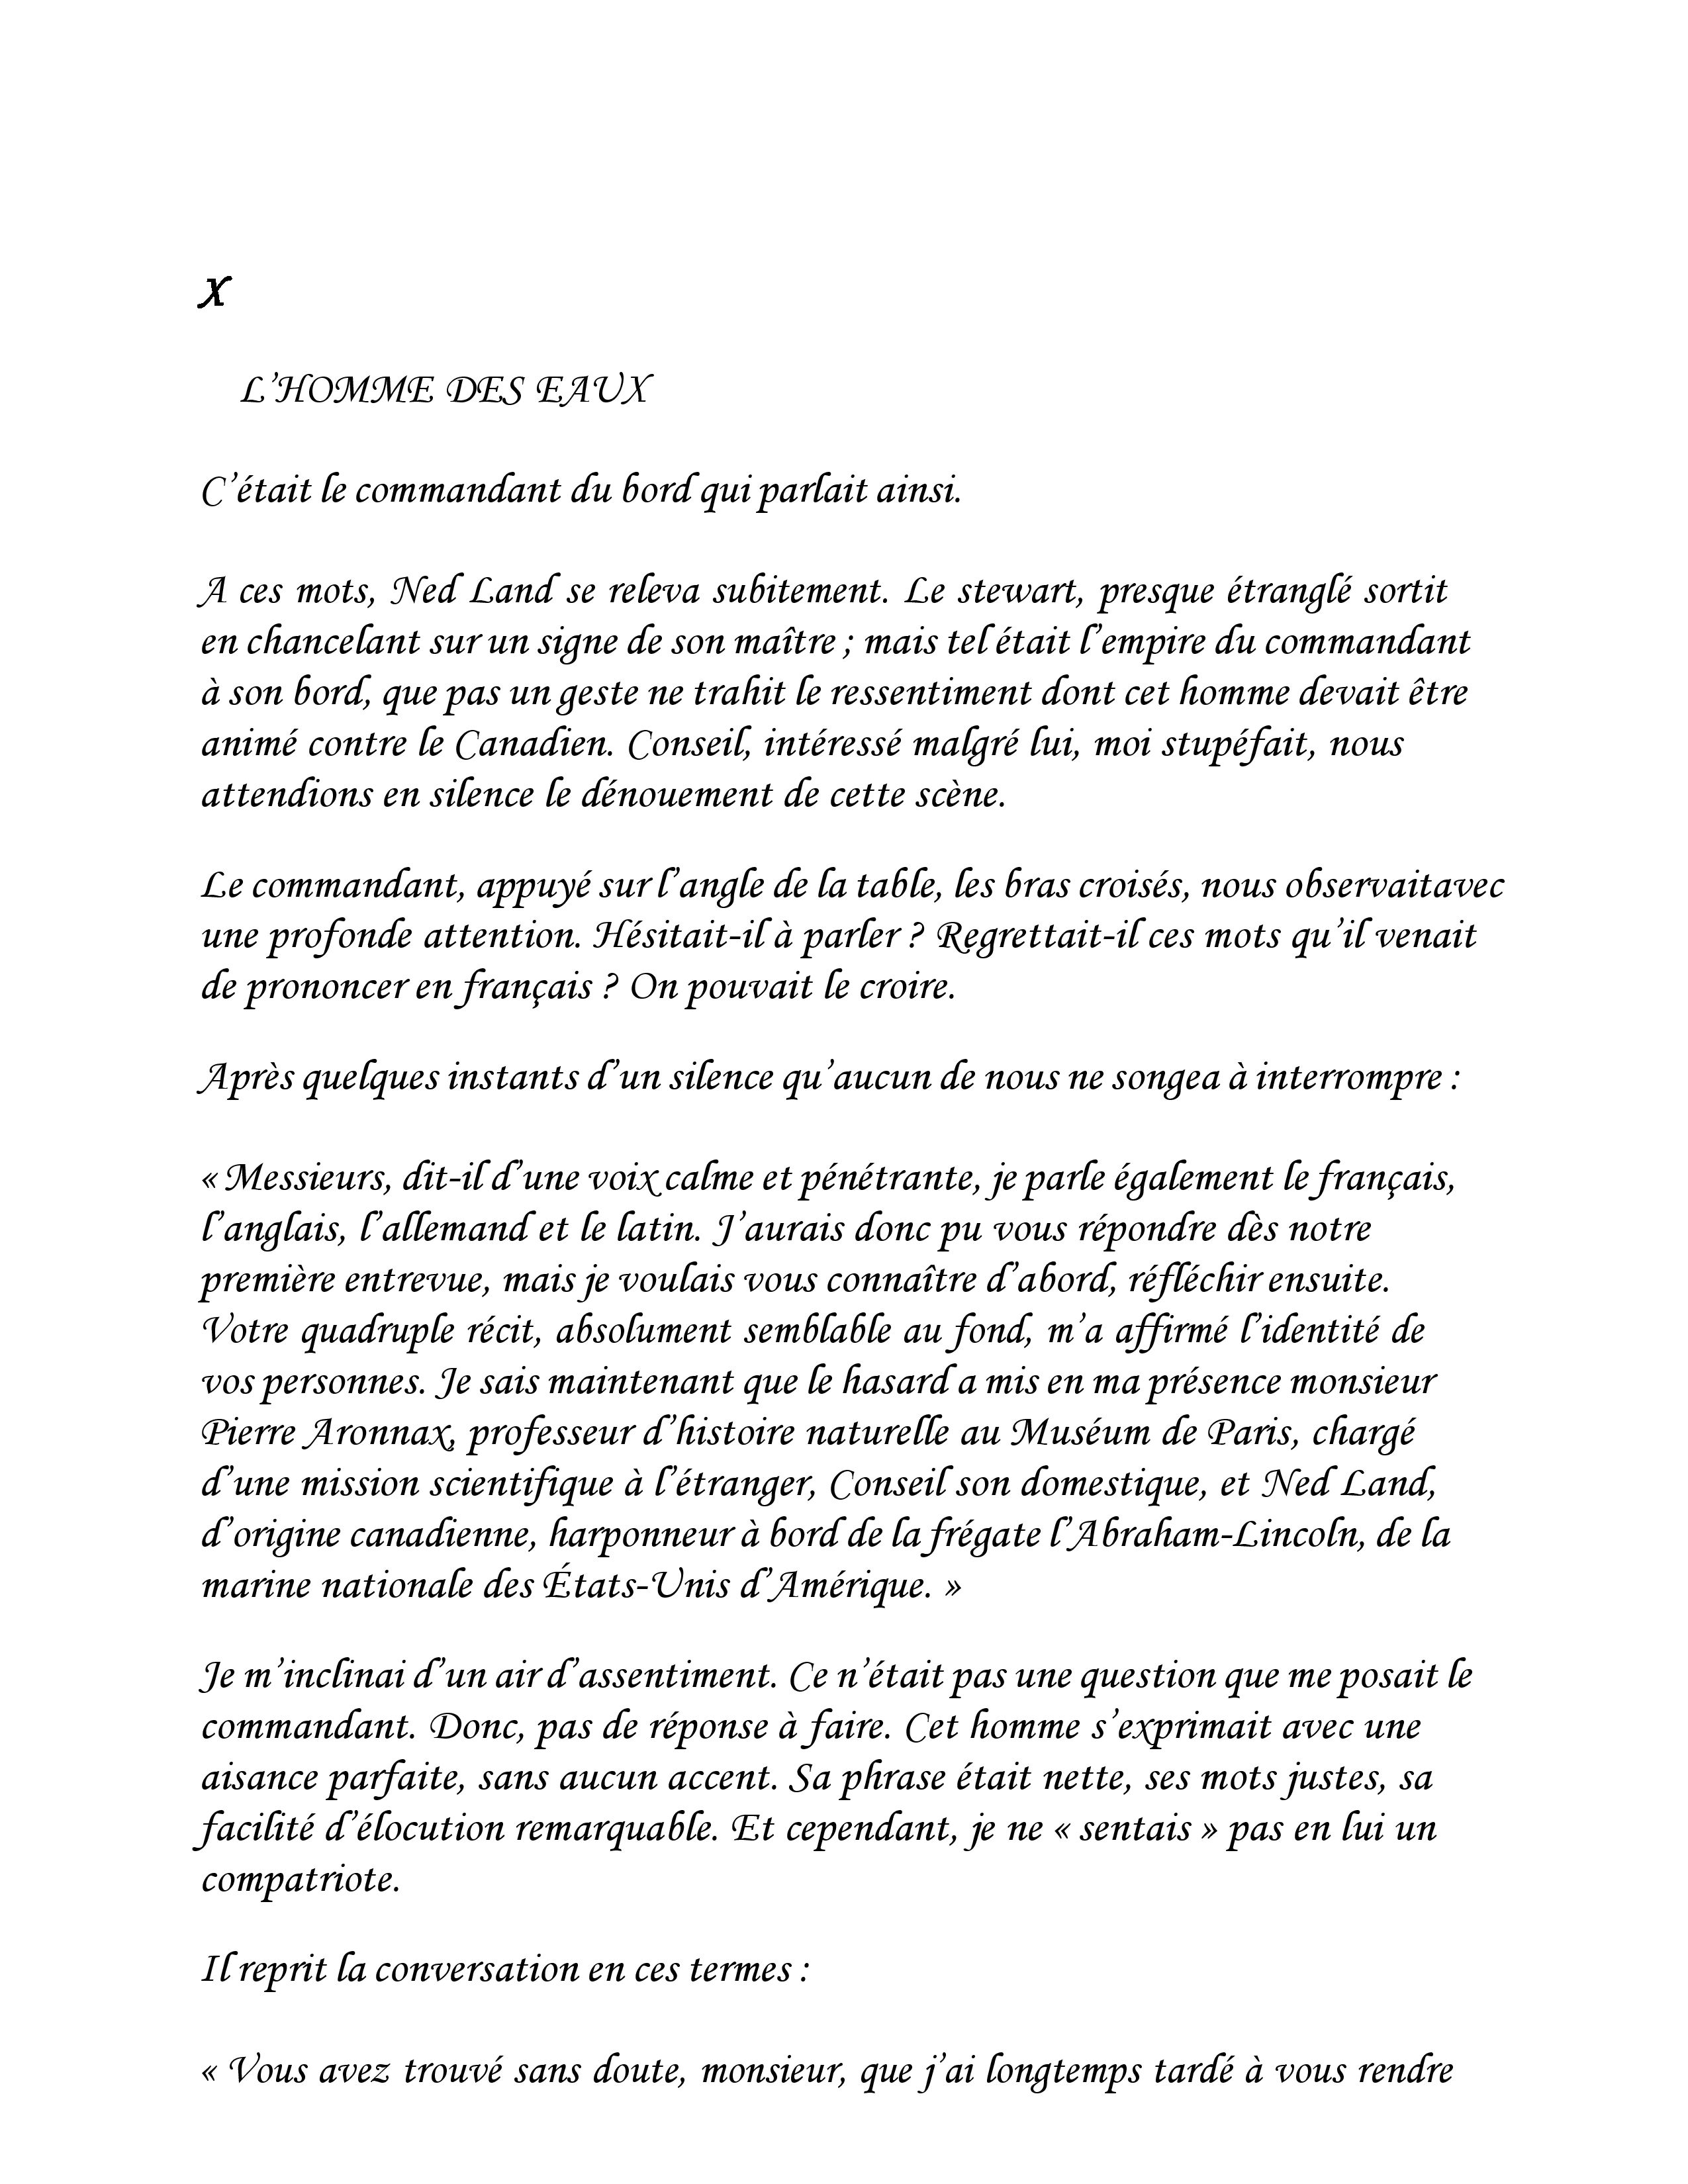 X
L’HOMME DES EAUX
C’était le commandant du bord qui parlait ainsi.
A ces mots, Ned Land se releva subitement. Le stewart, presque étranglé sortit
en chancelant sur un signe de son maître ; mais tel était l’empire du commandant
à son bord, que pas un geste ne trahit le ressentiment dont cet homme devait être
animé contre le Canadien. Conseil, intéressé malgré lui, moi stupéfait, nous
attendions en silence le dénouement de cette scène.
Le commandant, appuyé sur l’angle de la table, les bras croisés, nous observaitavec
une profonde attention. Hésitait-il à parler ? Regrettait-il ces mots qu’il venait
de prononcer en français ? On pouvait le croire.
Après quelques instants d’un silence qu’aucun de nous ne songea à interrompre :
« Messieurs, dit-il d’une voix calme et pénétrante, je parle également le français,
l’anglais, l’allemand et le latin. J’aurais donc pu vous répondre dès notre
première entrevue, mais je voulais vous connaître d’abord, réfléchir ensuite.
Votre quadruple récit, absolument semblable au fond, m’a affirmé l’identité de
vos personnes. Je sais maintenant que le hasard a mis en ma présence monsieur
Pierre Aronnax, professeur d’histoire naturelle au Muséum de Paris, chargé
d’une mission scientifique à l’étranger, Conseil son domestique, et Ned Land,
d’origine canadienne, harponneur à bord de la frégate l’Abraham-Lincoln, de la
marine nationale des États-Unis d’Amérique. »
Je m’inclinai d’un air d’assentiment. Ce n’était pas une question que me posait le
commandant. Donc, pas de réponse à faire. Cet homme s’exprimait avec une
aisance parfaite, sans aucun accent. Sa phrase était nette, ses mots justes, sa
facilité d’élocution remarquable. Et cependant, je ne « sentais » pas en lui un
compatriote.
Il reprit la conversation en ces termes :
« Vous avez trouvé sans doute, monsieur, que j’ai longtemps tardé à vous rendre